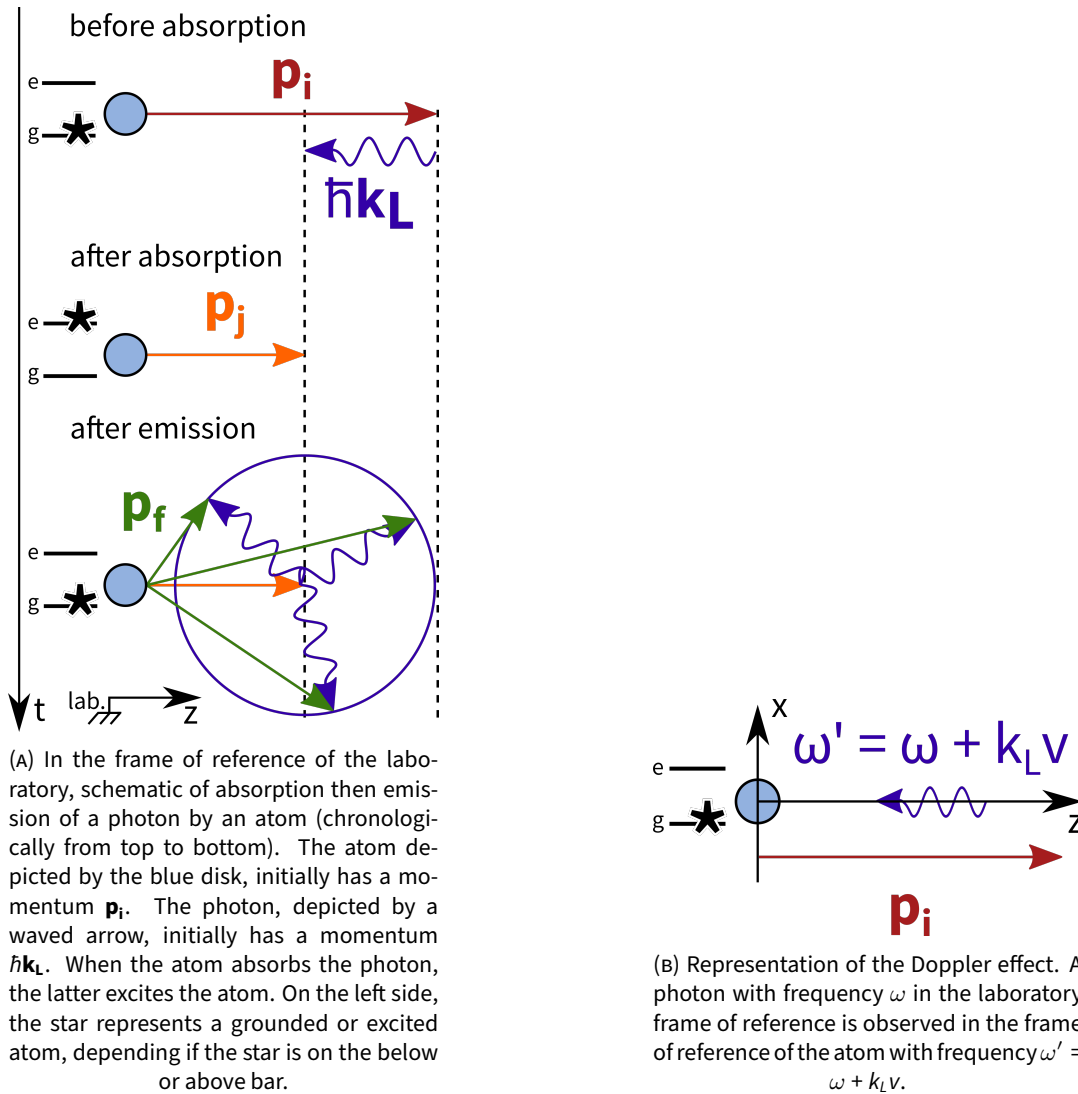 before absorption
e
g
p_i
ħk_L
after absorption
e
g
p_j
after emission
e
g
p_f
lab.
z
t
(A) In the frame of reference of the labo-
ratory, schematic of absorption then emis-
sion of a photon by an atom (chronologi-
cally from top to bottom). The atom de-
picted by the blue disk, initially has a mo-
mentum p_i. The photon, depicted by a
waved arrow, initially has a momentum
ħk_L. When the atom absorbs the photon,
the latter excites the atom. On the left side,
the star represents a grounded or excited
atom, depending if the star is on the below
or above bar.
x
ω' = ω + k_Lv
e
g
z
p_i
(B) Representation of the Doppler effect. A
photon with frequency ω in the laboratory
frame of reference is observed in the frame
of reference of the atom with frequency ω′ =
ω + k_Lv.